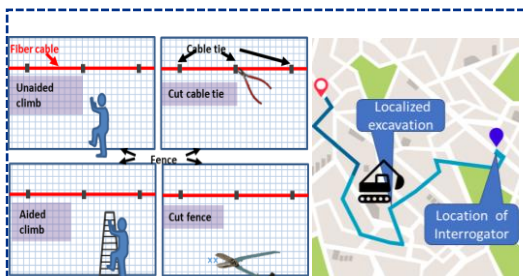 Fiber cable
Cable tie
Unaided
climb
Cut cable tie
Fence
Aided
climb
Cut fence
xx
Localized
excavation
Location of
Interrogator